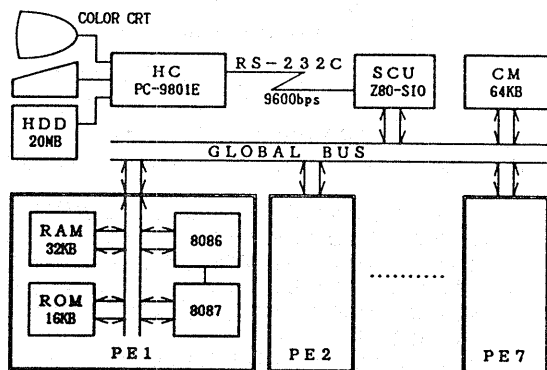 COLOR CRT
HC
PC-9801E
RS-232C
9600bps
SCU
Z80-SIO
CM
64KB
HDD
20MB
GLOBAL BUS
RAM
32KB
8086
ROM
16KB
8087
PE1
PE2
PE7